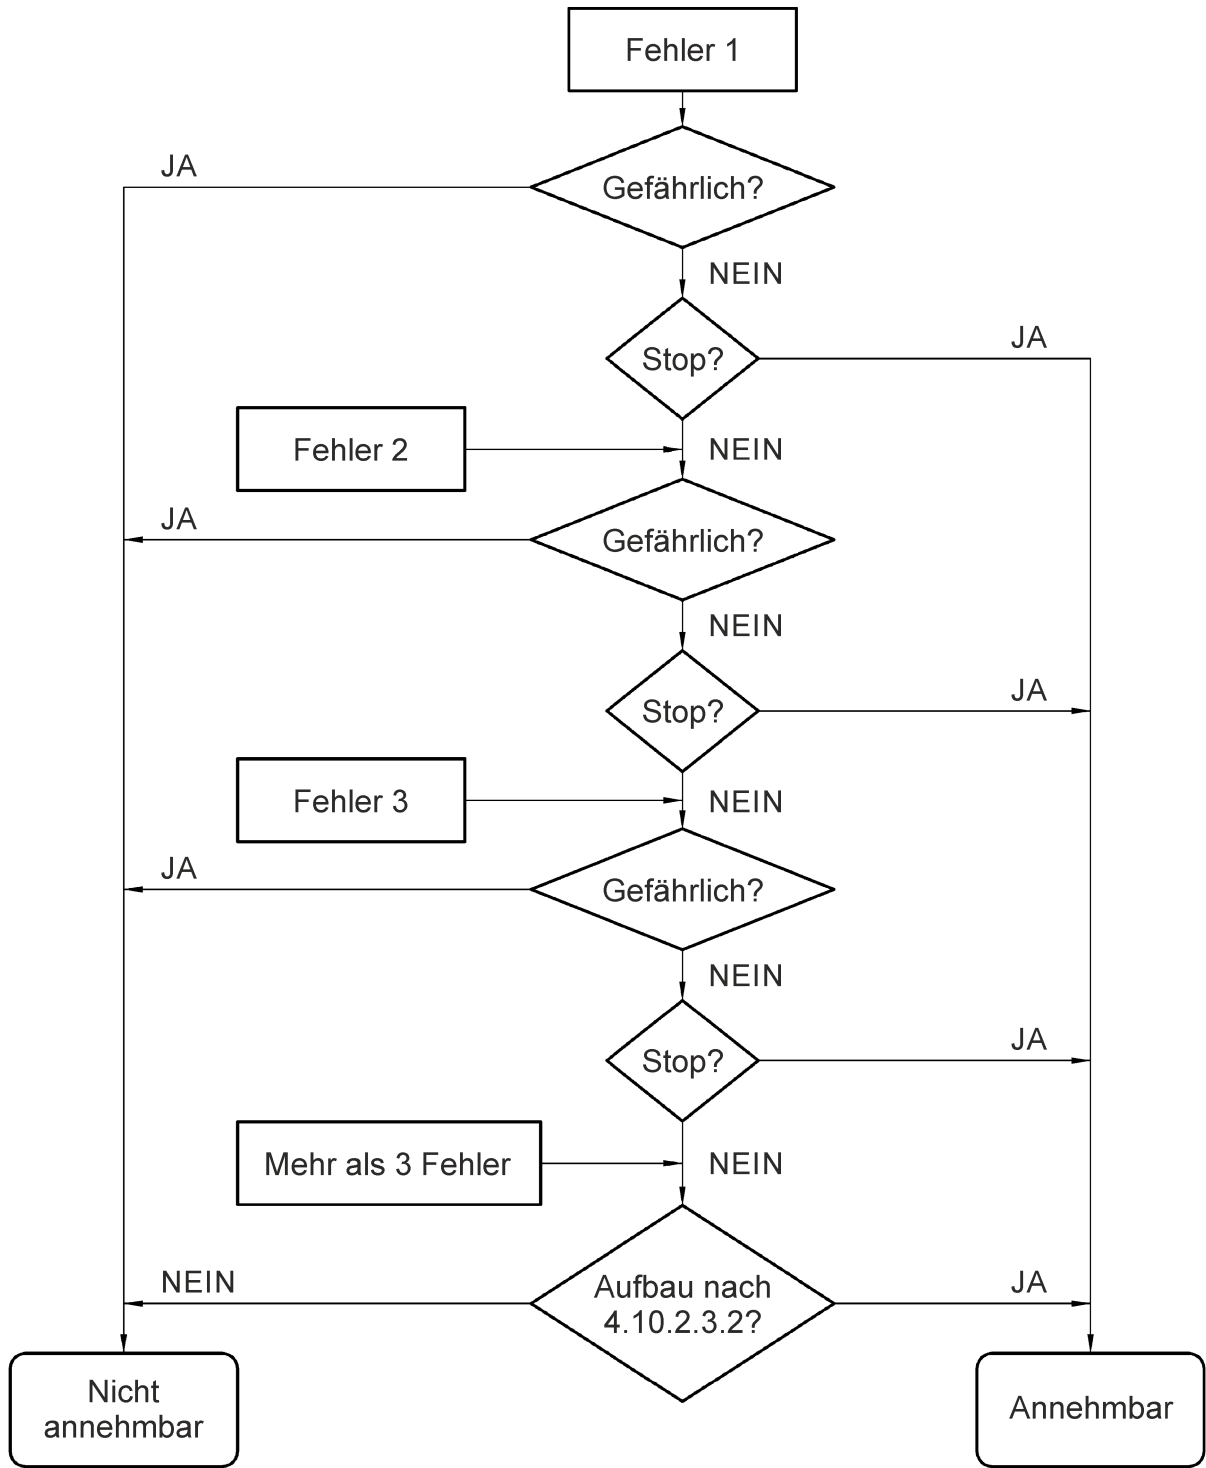 Fehler 1
JA
Gefährlich?
NEIN
JA
Stop?
Fehler 2
NEIN
JA
Gefährlich?
NEIN
JA
Stop?
Fehler 3
NEIN
JA
Gefährlich?
NEIN
JA
Stop?
Mehr als 3 Fehler
NEIN
NEIN
Aufbau nach
4.10.2.3.2?
JA
Nicht
annehmbar
Annehmbar